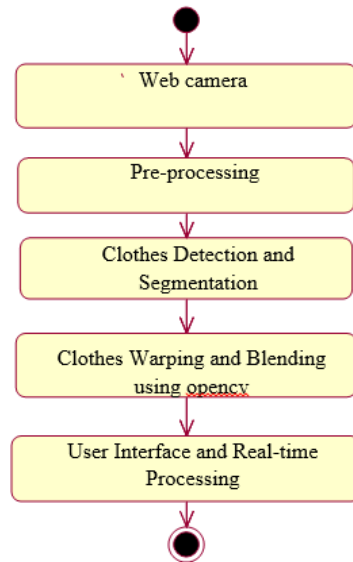 Web camera
Pre-processing
Clothes Detection and
Segmentation
Clothes Warping and Blending
using opencv
User Interface and Real-time
Processing